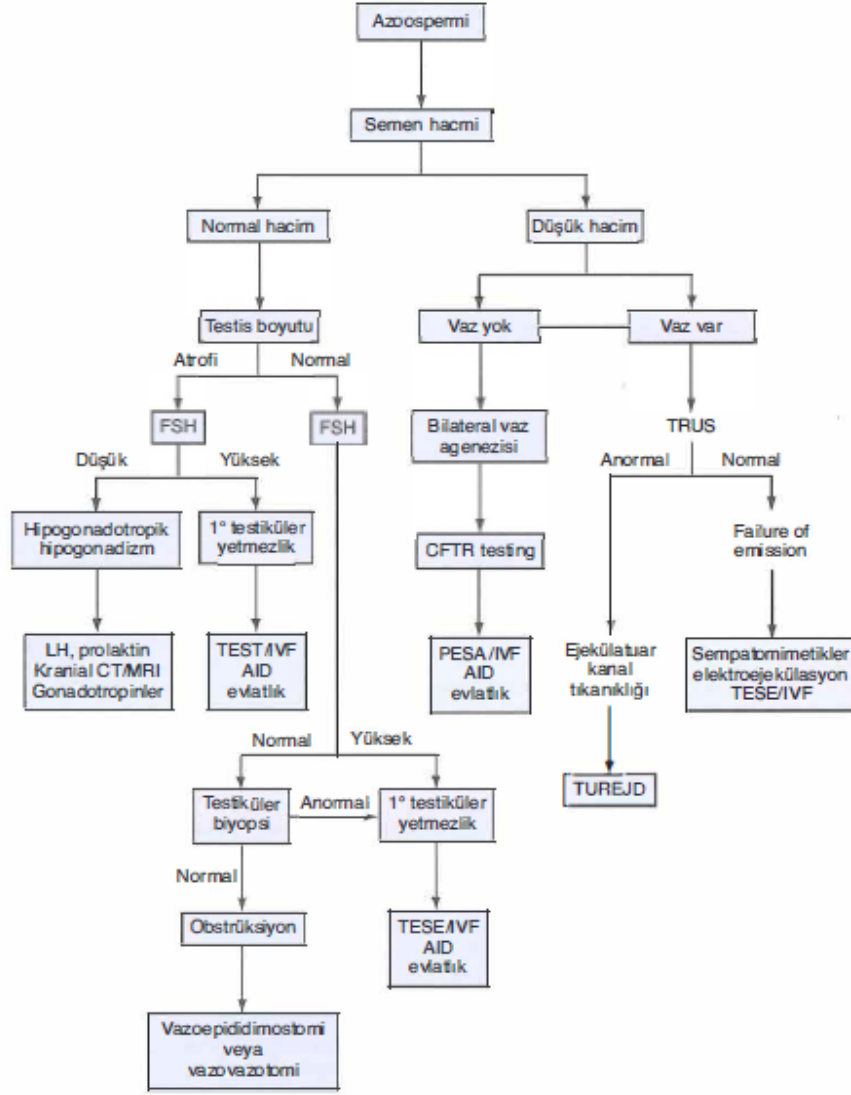 Azoospermi
Semen hacmi
Normal hacim
Düşük hacim
Testis boyutu
Vaz yok
Vaz var
Atrofi
Normal
FSH
FSH
Bilateral vaz
agenezisi
TRUS
Düşük
Yüksek
Anormal
Normal
Hipogonadotropik
hipogonadizm
1° testiküler
yetmezlik
CFTR testing
Failure of
emission
LH, prolaktin
Kranial CT/MRI
Gonadotropinler
TEST/IVF
AID
evlatlık
PESA/IVF
AID
evlatlık
Ejekülatuar
kanal
tıkanıklığı
Sempatomimetikler
elektroejekülasyon
TESE/IVF
Normal
Yüksek
Testiküler
biyopsi
Anormal
1° testiküler
yetmezlik
TUREJD
Normal
Obstrüksiyon
TESE/IVF
AID
evlatlık
Vazoepididimostomi
veya
vazovazotomi